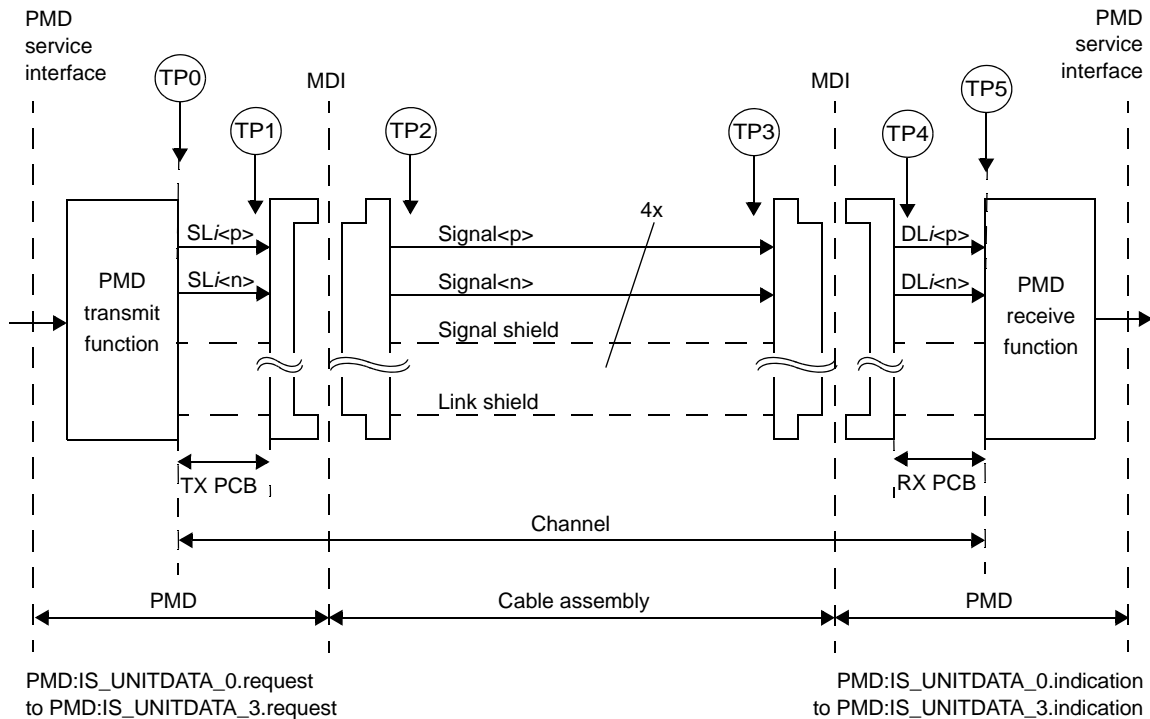 PMD
service
interface
PMD
service
interface
TP0
MDI
MDI
TP5
TP1
TP2
TP3
TP4
4x
SLi<p>
Signal<p>
DLi<p>
SLi<n>
Signal<n>
DLi<n>
PMD
transmit
function
PMD
receive
function
Signal shield
Link shield
TX PCB
RX PCB
Channel
PMD
Cable assembly
PMD
PMD:IS_UNITDATA_0.request
to PMD:IS_UNITDATA_3.request
PMD:IS_UNITDATA_0.indication
to PMD:IS_UNITDATA_3.indication